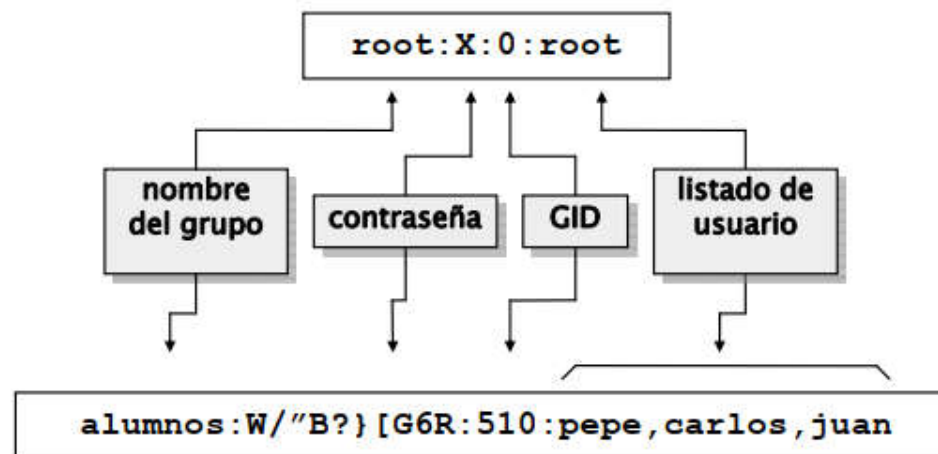 root:X:0:root
nombre
del grupo
contraseña
GID
listado de
usuario
alumnos:W/”B?}[G6R:510:pepe,carlos,juan